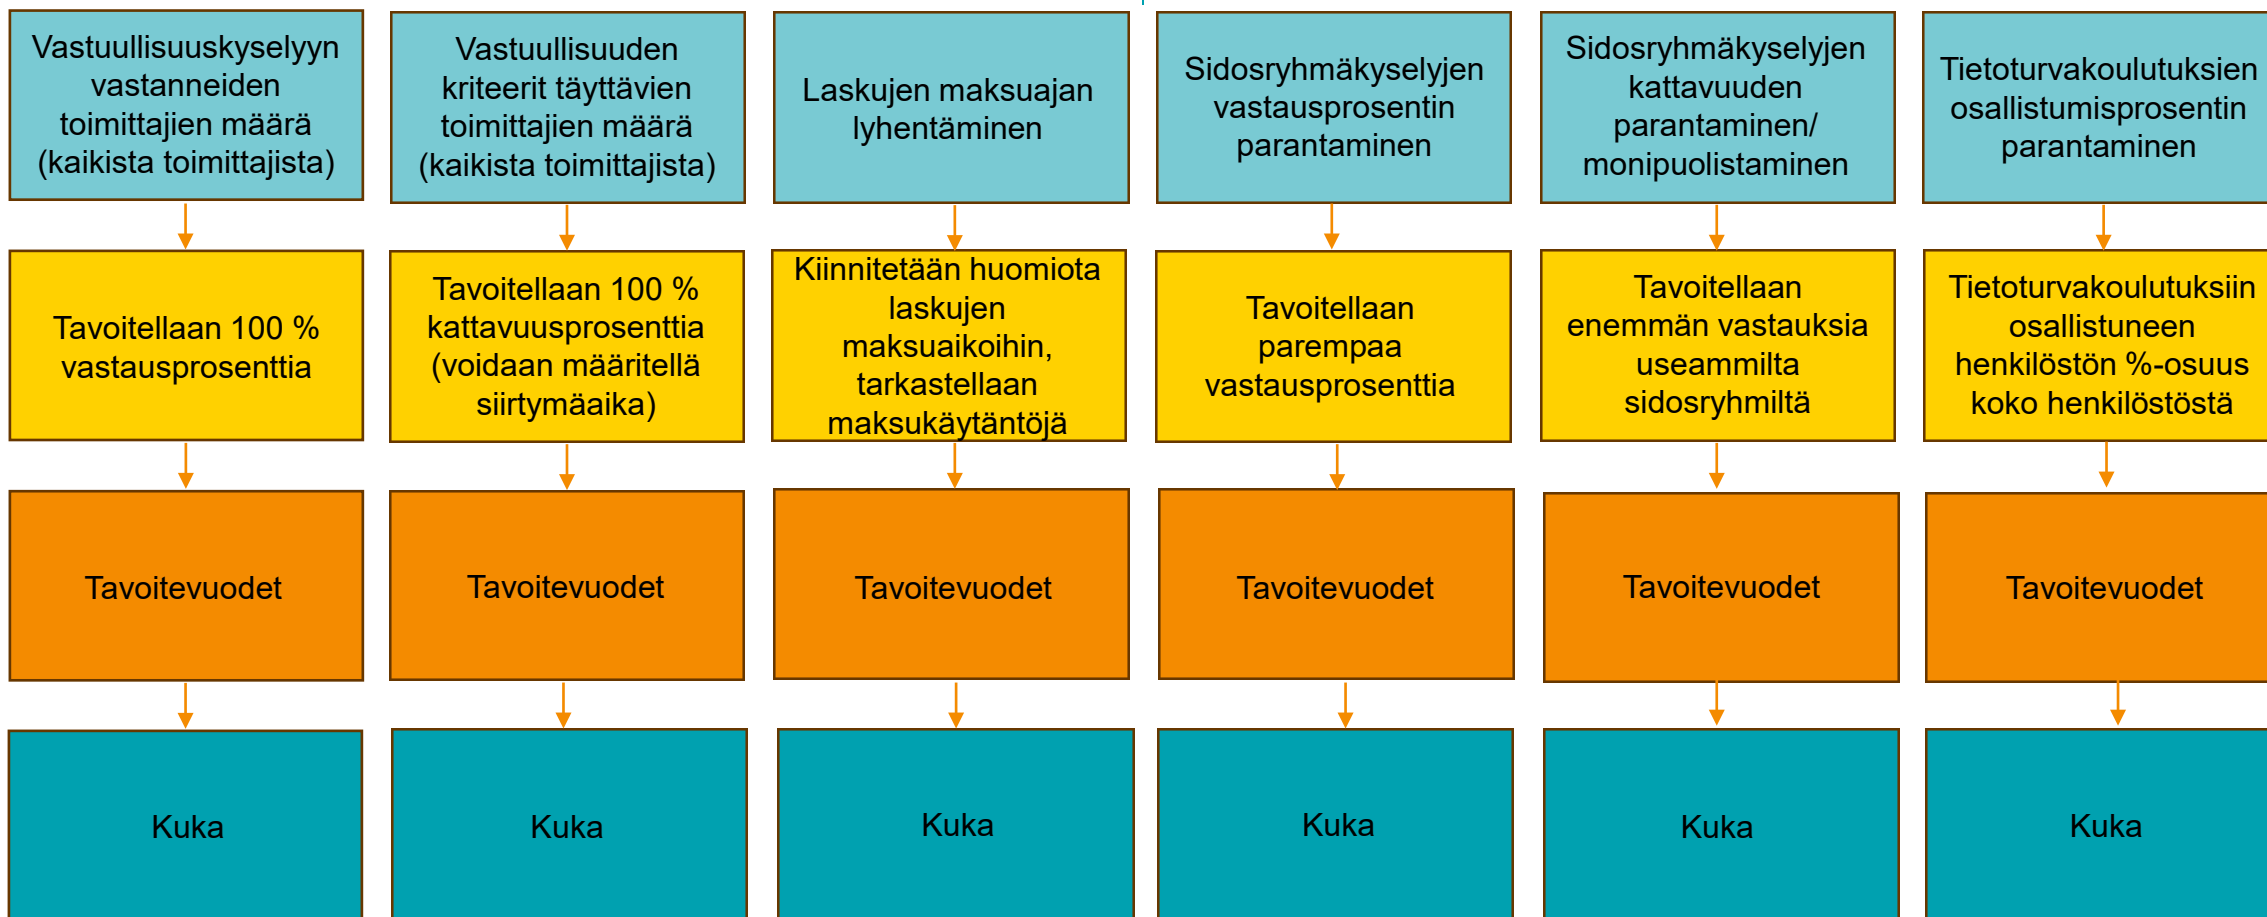 Vastuullisuuskyselyyn
vastanneiden
toimittajien määrä
(kaikista toimittajista)
Vastuullisuuden
kriteerit täyttävien
toimittajien määrä
(kaikista toimittajista)
Laskujen maksuajan
lyhentäminen
Sidosryhmäkyselyjen
vastausprosentin
parantaminen
Sidosryhmäkyselyjen
kattavuuden
parantaminen/
monipuolistaminen
Tietoturvakoulutuksien
osallistumisprosentin
parantaminen
Tavoitellaan 100 %
vastausprosenttia
Tavoitellaan 100 %
kattavuusprosenttia
(voidaan määritellä
siirtymäaika)
Kiinnitetään huomiota
laskujen
maksuaikoihin,
tarkastellaan
maksukäytäntöjä
Tavoitellaan
parempaa
vastausprosenttia
Tavoitellaan
enemmän vastauksia
useammilta
sidosryhmiltä
Tietoturvakoulutuksiin
osallistuneen
henkilöstön %-osuus
koko henkilöstöstä
Tavoitevuodet
Tavoitevuodet
Tavoitevuodet
Tavoitevuodet
Tavoitevuodet
Tavoitevuodet
Kuka
Kuka
Kuka
Kuka
Kuka
Kuka